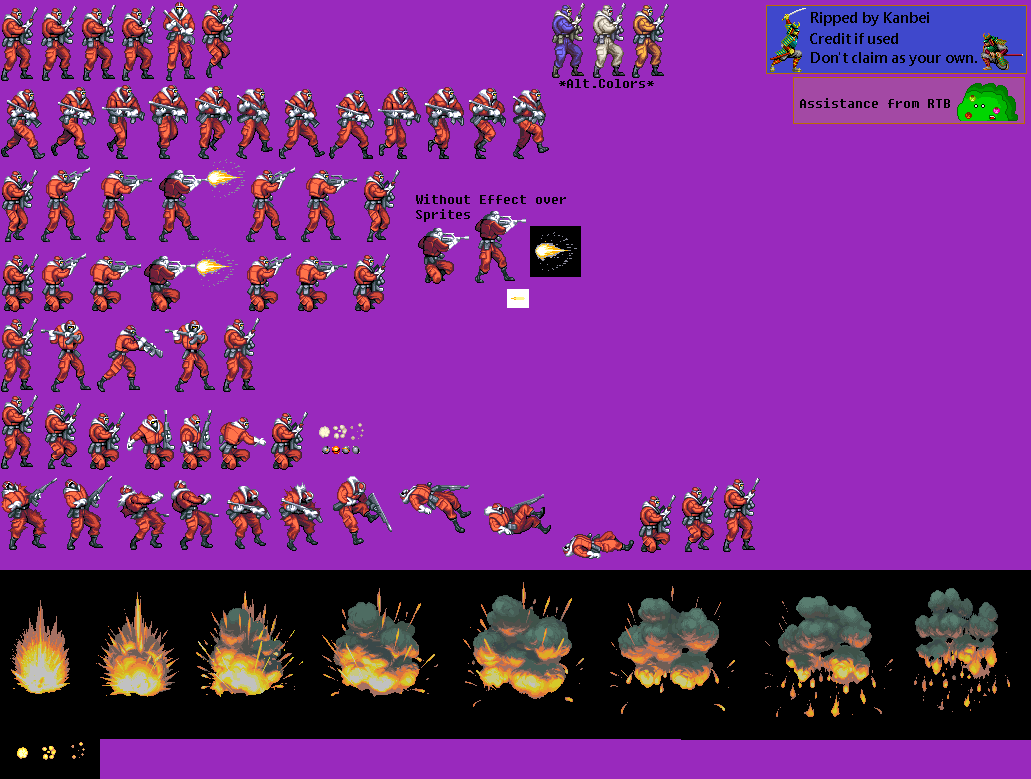 Ripped by Kanbei
Credit if used
Don't claim as your own.
*Alt.Colors*
Assistance from RTB
Without Effect over
Sprites